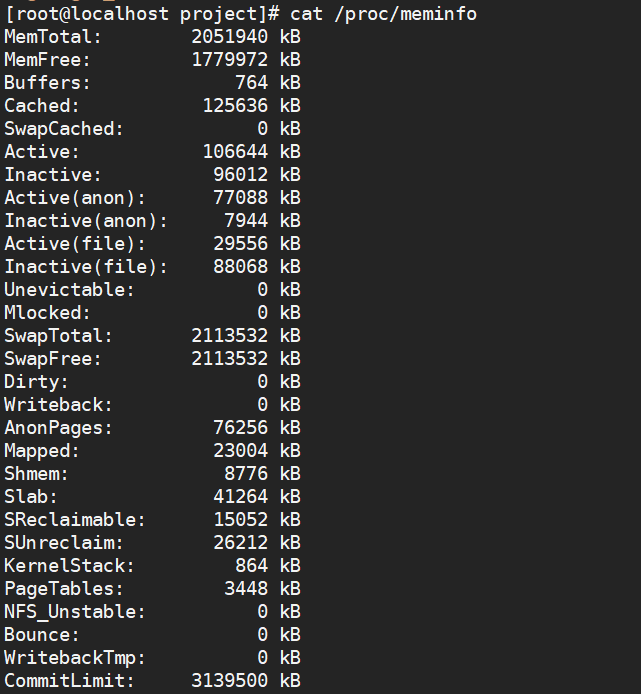 [root@localhost project]# cat /proc/meminfo
MemTotal: 2051940 kB
MemFree: 1779972 kB
Buffers: 764 kB
Cached: 125636 kB
SwapCached: 0 kB
Active: 106644 kB
Inactive: 96012 kB
Active(anon): 77088 kB
Inactive(anon): 7944 kB
Active(file): 29556 kB
Inactive(file): 88068 kB
Unevictable: 0 kB
Mlocked: 0 kB
SwapTotal: 2113532 kB
SwapFree: 2113532 kB
Dirty: 0 kB
Writeback: 0 kB
AnonPages: 76256 kB
Mapped: 23004 kB
Shmem: 8776 kB
Slab: 41264 kB
SReclaimable: 15052 kB
SUnreclaim: 26212 kB
KernelStack: 864 kB
PageTables: 3448 kB
NFS_Unstable: 0 kB
Bounce: 0 kB
WritebackTmp: 0 kB
CommitLimit: 3139500 kB